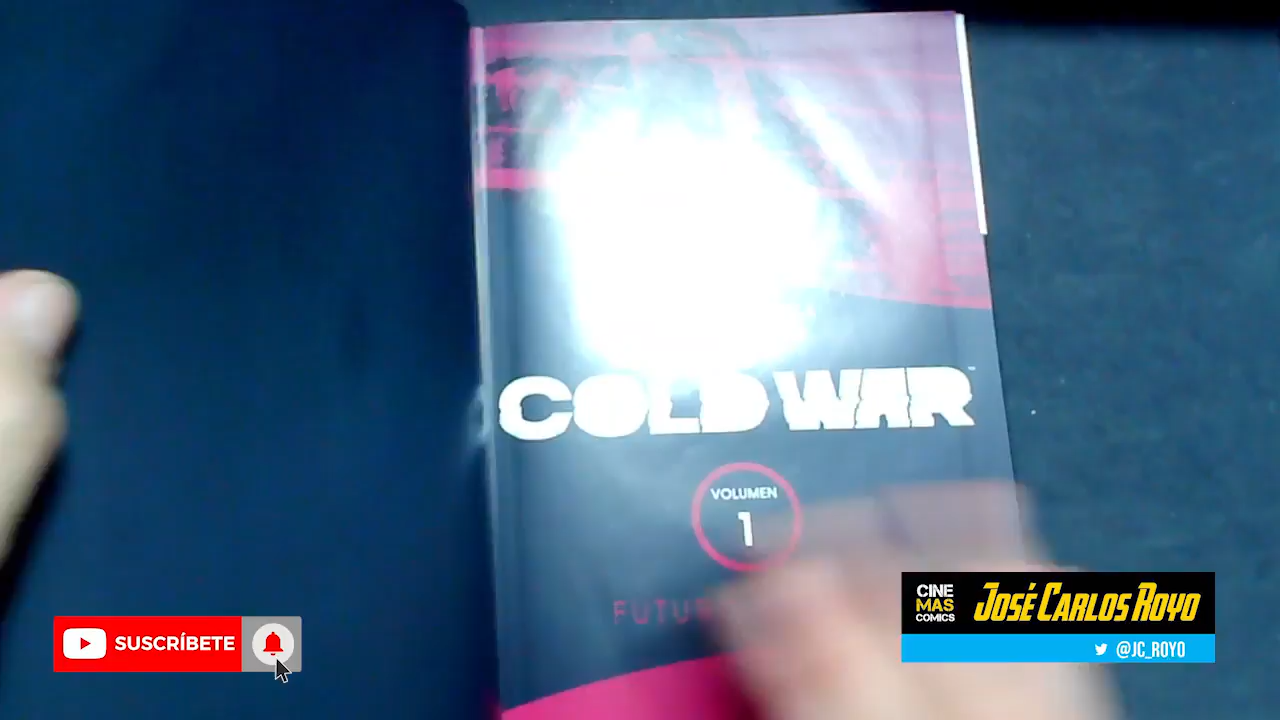 COLD WAR
VOLUMEN
1
SUSCRÍBETE
CINE
MAS
COMICS
JOSÉ CARLOS ROYO
@JC_ROYO